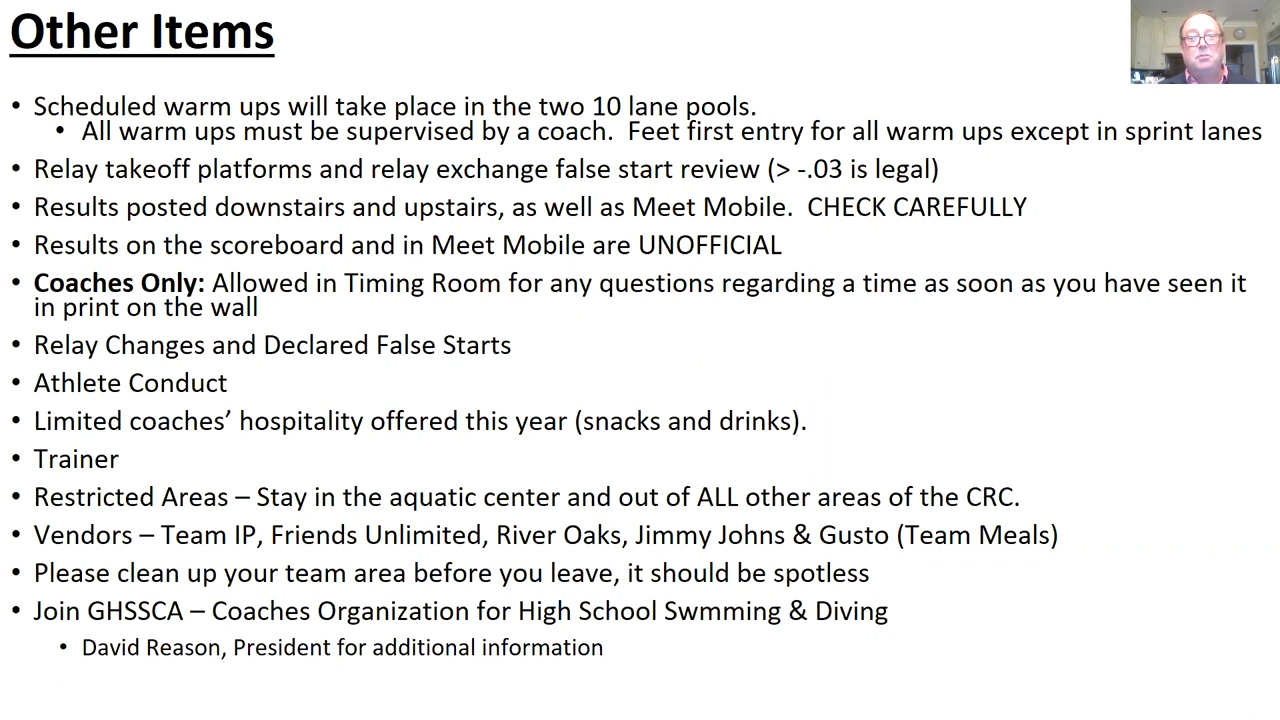 Other Items
• Scheduled warm ups will take place in the two 10 lane pools.
• All warm ups must be supervised by a coach.  Feet first entry for all warm ups except in sprint lanes
• Relay takeoff platforms and relay exchange false start review (> -.03 is legal)
• Results posted downstairs and upstairs, as well as Meet Mobile.  CHECK CAREFULLY
• Results on the scoreboard and in Meet Mobile are UNOFFICIAL
• Coaches Only: Allowed in Timing Room for any questions regarding a time as soon as you have seen it
in print on the wall
• Relay Changes and Declared False Starts
• Athlete Conduct
• Limited coaches’ hospitality offered this year (snacks and drinks).
• Trainer
• Restricted Areas – Stay in the aquatic center and out of ALL other areas of the CRC.
• Vendors – Team IP, Friends Unlimited, River Oaks, Jimmy Johns & Gusto (Team Meals)
• Please clean up your team area before you leave, it should be spotless
• Join GHSSCA – Coaches Organization for High School Swmming & Diving
• David Reason, President for additional information